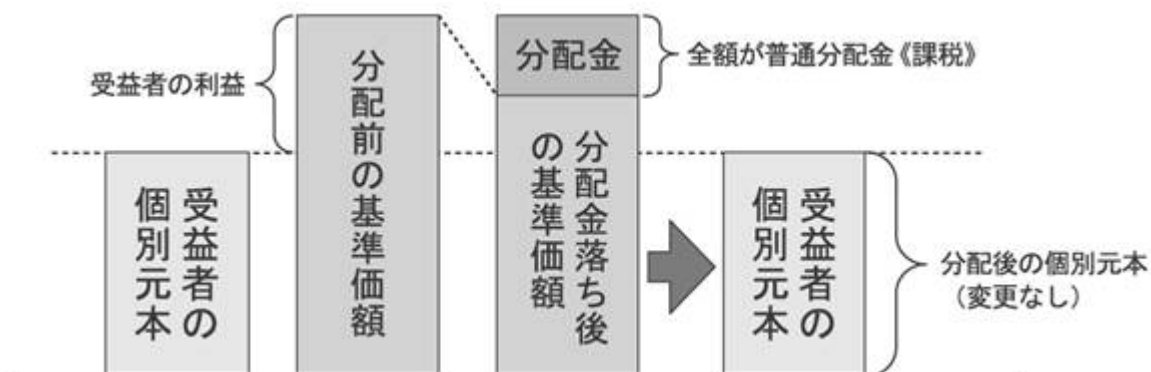 受益者の利益
受益者の
個別元本
分配前の基準価額
分配金
全額が普通分配金《課税》
分配金落ち後
の基準価額
受益者の
個別元本
分配後の個別元本
（変更なし）